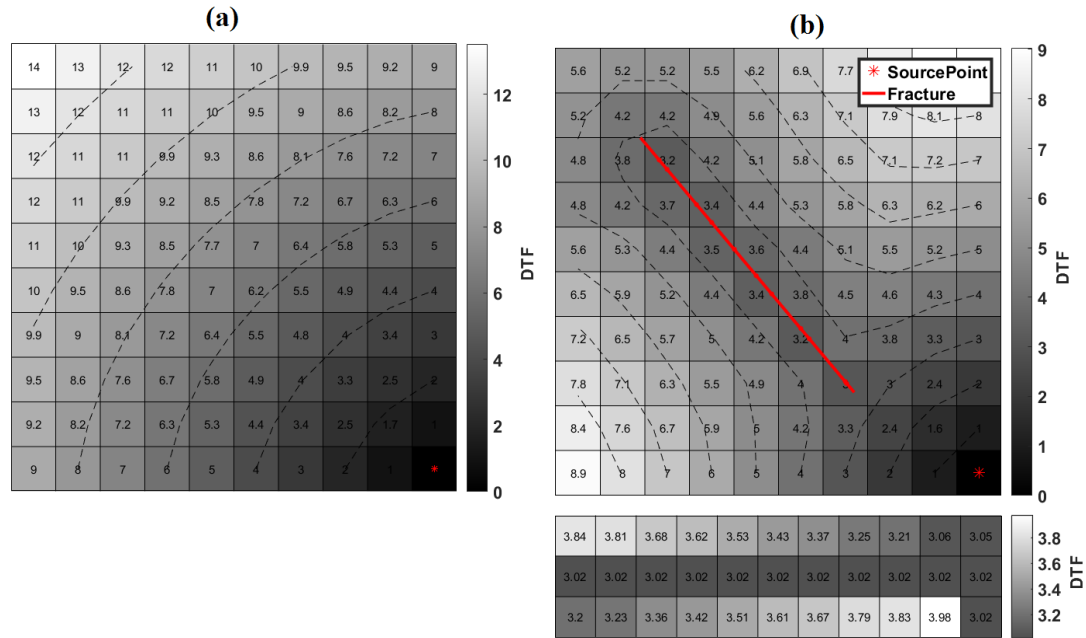 (a)
14 13 12 12 11 10 9.9 9.5 9.2 9
13 12 11 11 10 9.5 9 8.6 8.2 8
12 11 11 9.9 9.3 8.6 8.1 7.6 7.2 7
12 11 9.9 9.2 8.5 7.8 7.2 6.7 6.3 6
11 10 9.3 8.5 7.7 7 6.4 5.8 5.3 5
10 9.5 8.6 7.8 7 6.2 5.5 4.9 4.4 4
9.9 9 8.1 7.2 6.4 5.5 4.8 4 3.4 3
9.5 8.6 7.6 6.7 5.8 4.9 4 3.3 2.5 2
9.2 8.2 7.2 6.3 5.3 4.4 3.4 2.5 1.7 1
9 8 7 6 5 4 3 2 1
12
10
8
6
4
2
0
DTF
(b)
SourcePoint
Fracture
5.6 5.2 5.2 5.5 6.2 6.9 7.7
5.2 4.2 4.2 4.9 5.6 6.3 7.1 7.9 8.1 8
4.8 3.8 3.2 4.2 5.1 5.8 6.5 7.1 7.2 7
4.8 4.2 3.7 3.4 4.4 5.3 5.8 6.3 6.2 6
5.6 5.3 4.4 3.5 3.6 4.4 5.1 5.5 5.2 5
6.5 5.9 5.2 4.4 3.4 3.8 4.5 4.6 4.3 4
7.2 6.5 5.7 5 4.2 3.2 4 3.8 3.3 3
7.8 7.1 6.3 5.5 4.9 4 3 3 2.4 2
8.4 7.6 6.7 5.9 5 4.2 3.3 2.4 1.6 1
8.9 8 7 6 5 4 3 2 1
9
8
7
6
5
4
3
2
1
0
DTF
3.84 3.81 3.68 3.62 3.53 3.43 3.37 3.25 3.21 3.06 3.05
3.02 3.02 3.02 3.02 3.02 3.02 3.02 3.02 3.02 3.02 3.02
3.2 3.23 3.36 3.42 3.51 3.61 3.67 3.79 3.83 3.98 3.02
3.8
3.6
3.4
3.2
DTF